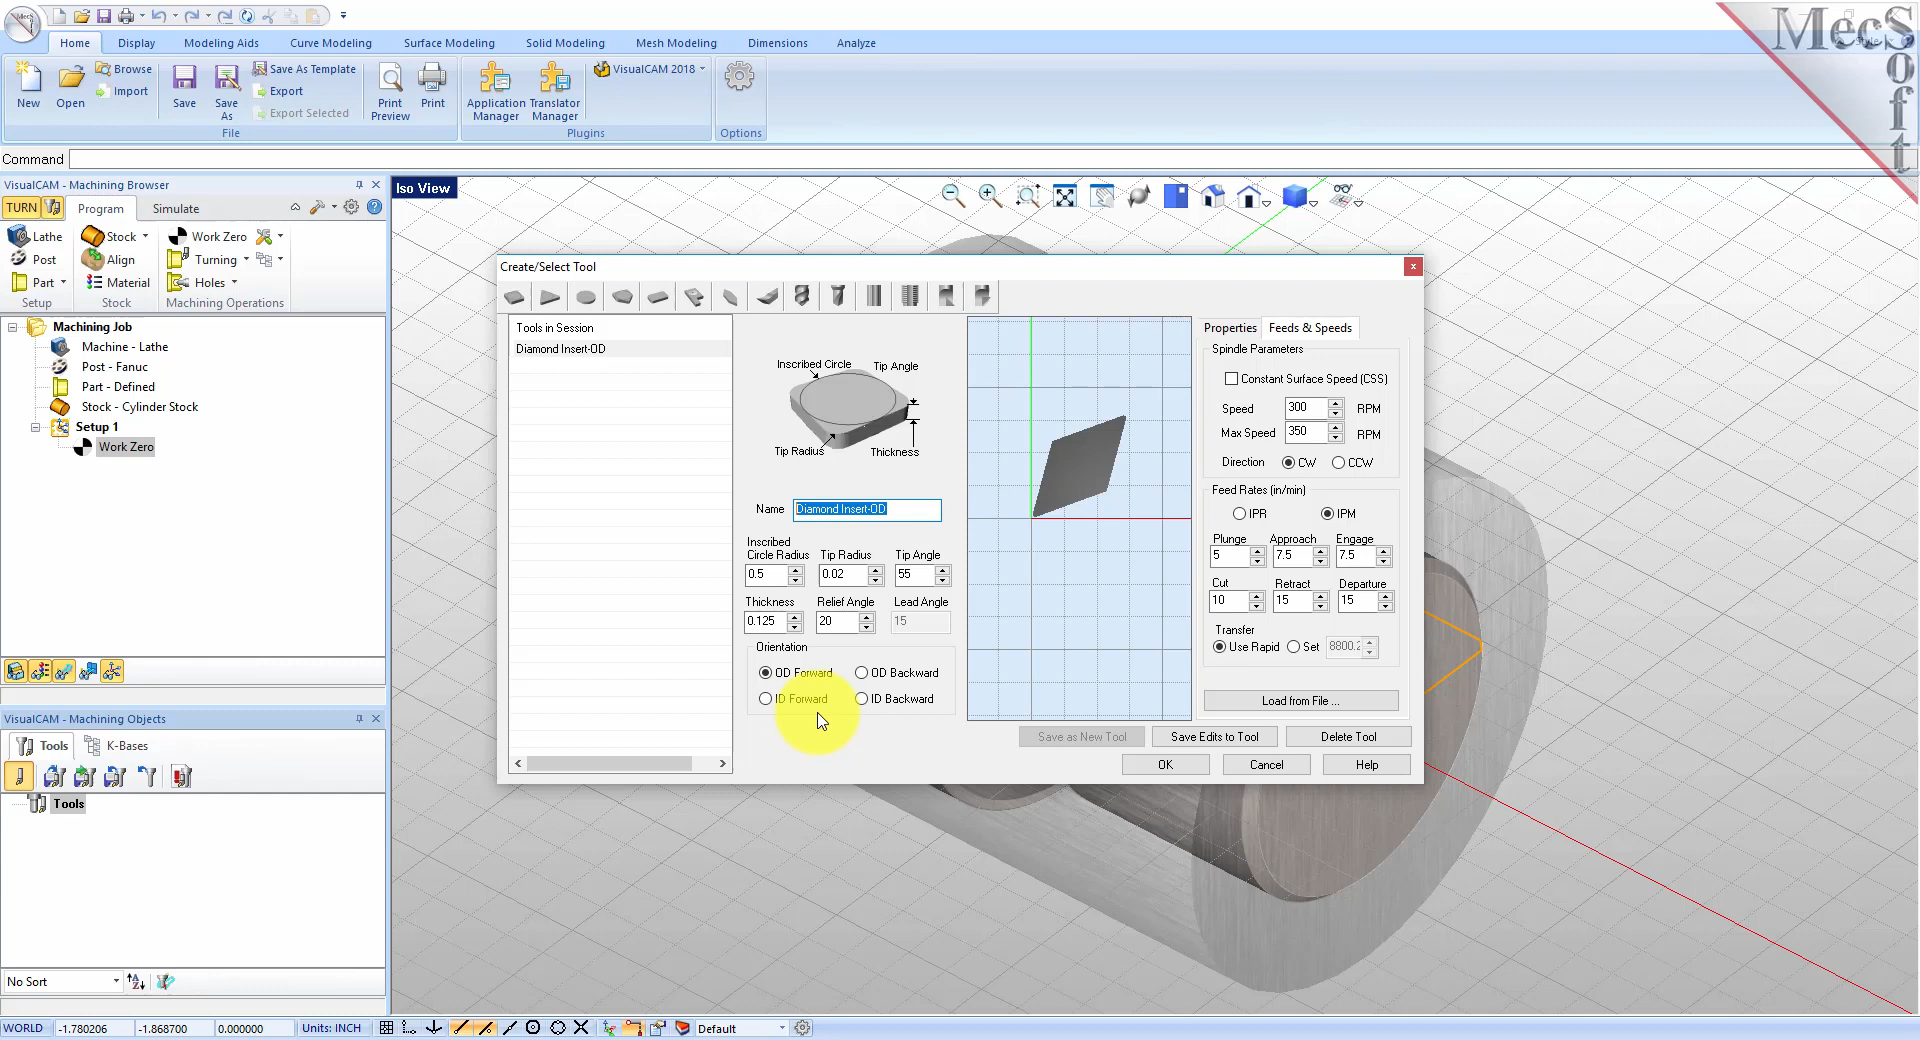 MecSoft
Home Display Modeling Aids Curve Modeling Surface Modeling Solid Modeling Mesh Modeling Dimensions Analyze
New
Open
Browse
Import
Save
Save As
Save As Template
Export
Export Selected
Print Preview
Print
File
Application Manager
Translator Manager
VisualCAM 2018
Plugins
Options
Command
VisualCAM - Machining Browser
TURN Program Simulate
Lathe Stock Work Zero
Post Align Turning
Part Material Holes
Setup Stock Machining Operations
Machining Job
Machine - Lathe
Post - Fanuc
Part - Defined
Stock - Cylinder Stock
Setup 1
Work Zero
VisualCAM - Machining Objects
Tools K-Bases
Tools
No Sort
Iso View
Create/Select Tool
Tools in Session
Diamond Insert-OD
Inscribed Circle
Tip Angle
Tip Radius
Thickness
Name Diamond Insert-OD
Inscribed
Circle Radius Tip Radius Tip Angle
0.5 0.02 55
Thickness Relief Angle Lead Angle
0.125 20 15
Orientation
OD Forward OD Backward
ID Forward ID Backward
Properties Feeds & Speeds
Spindle Parameters
Constant Surface Speed (CSS)
Speed 300 RPM
Max Speed 350 RPM
Direction CW CCW
Feed Rates (in/min)
IPR IPM
Plunge Approach Engage
5 7.5 7.5
Cut Retract Departure
10 15 15
Transfer
Use Rapid Set 8800.2
Load from File ...
Save as New Tool Save Edits to Tool Delete Tool
OK Cancel Help
WORLD -1.780206 -1.868700 0.000000 Units: INCH Default